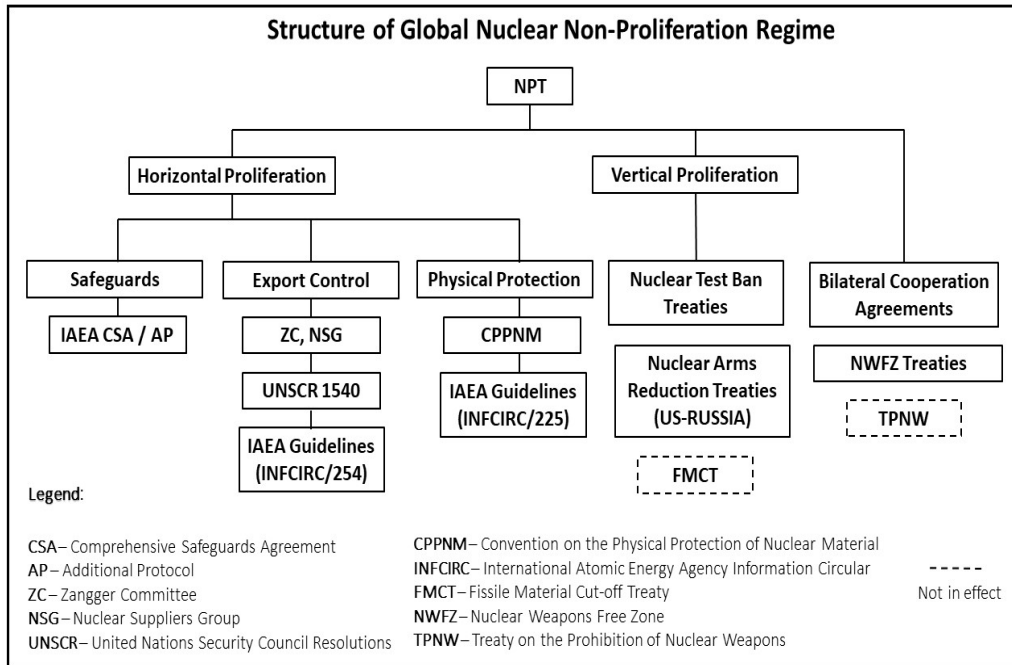 Structure of Global Nuclear Non-Proliferation Regime
NPT
Horizontal Proliferation
Vertical Proliferation
Safeguards
Export Control
Physical Protection
Nuclear Test Ban
Treaties
Bilateral Cooperation
Agreements
IAEA CSA / AP
ZC, NSG
CPPNM
Nuclear Arms
Reduction Treaties
(US-RUSSIA)
NWFZ Treaties
UNSCR 1540
IAEA Guidelines
(INFCIRC/225)
TPNW
IAEA Guidelines
(INFCIRC/254)
FMCT
Legend:
CSA– Comprehensive Safeguards Agreement
AP– Additional Protocol
ZC– Zangger Committee
NSG– Nuclear Suppliers Group
UNSCR– United Nations Security Council Resolutions
CPPNM– Convention on the Physical Protection of Nuclear Material
INFCIRC– International Atomic Energy Agency Information Circular
FMCT– Fissile Material Cut-off Treaty
NWFZ– Nuclear Weapons Free Zone
TPNW– Treaty on the Prohibition of Nuclear Weapons
Not in effect